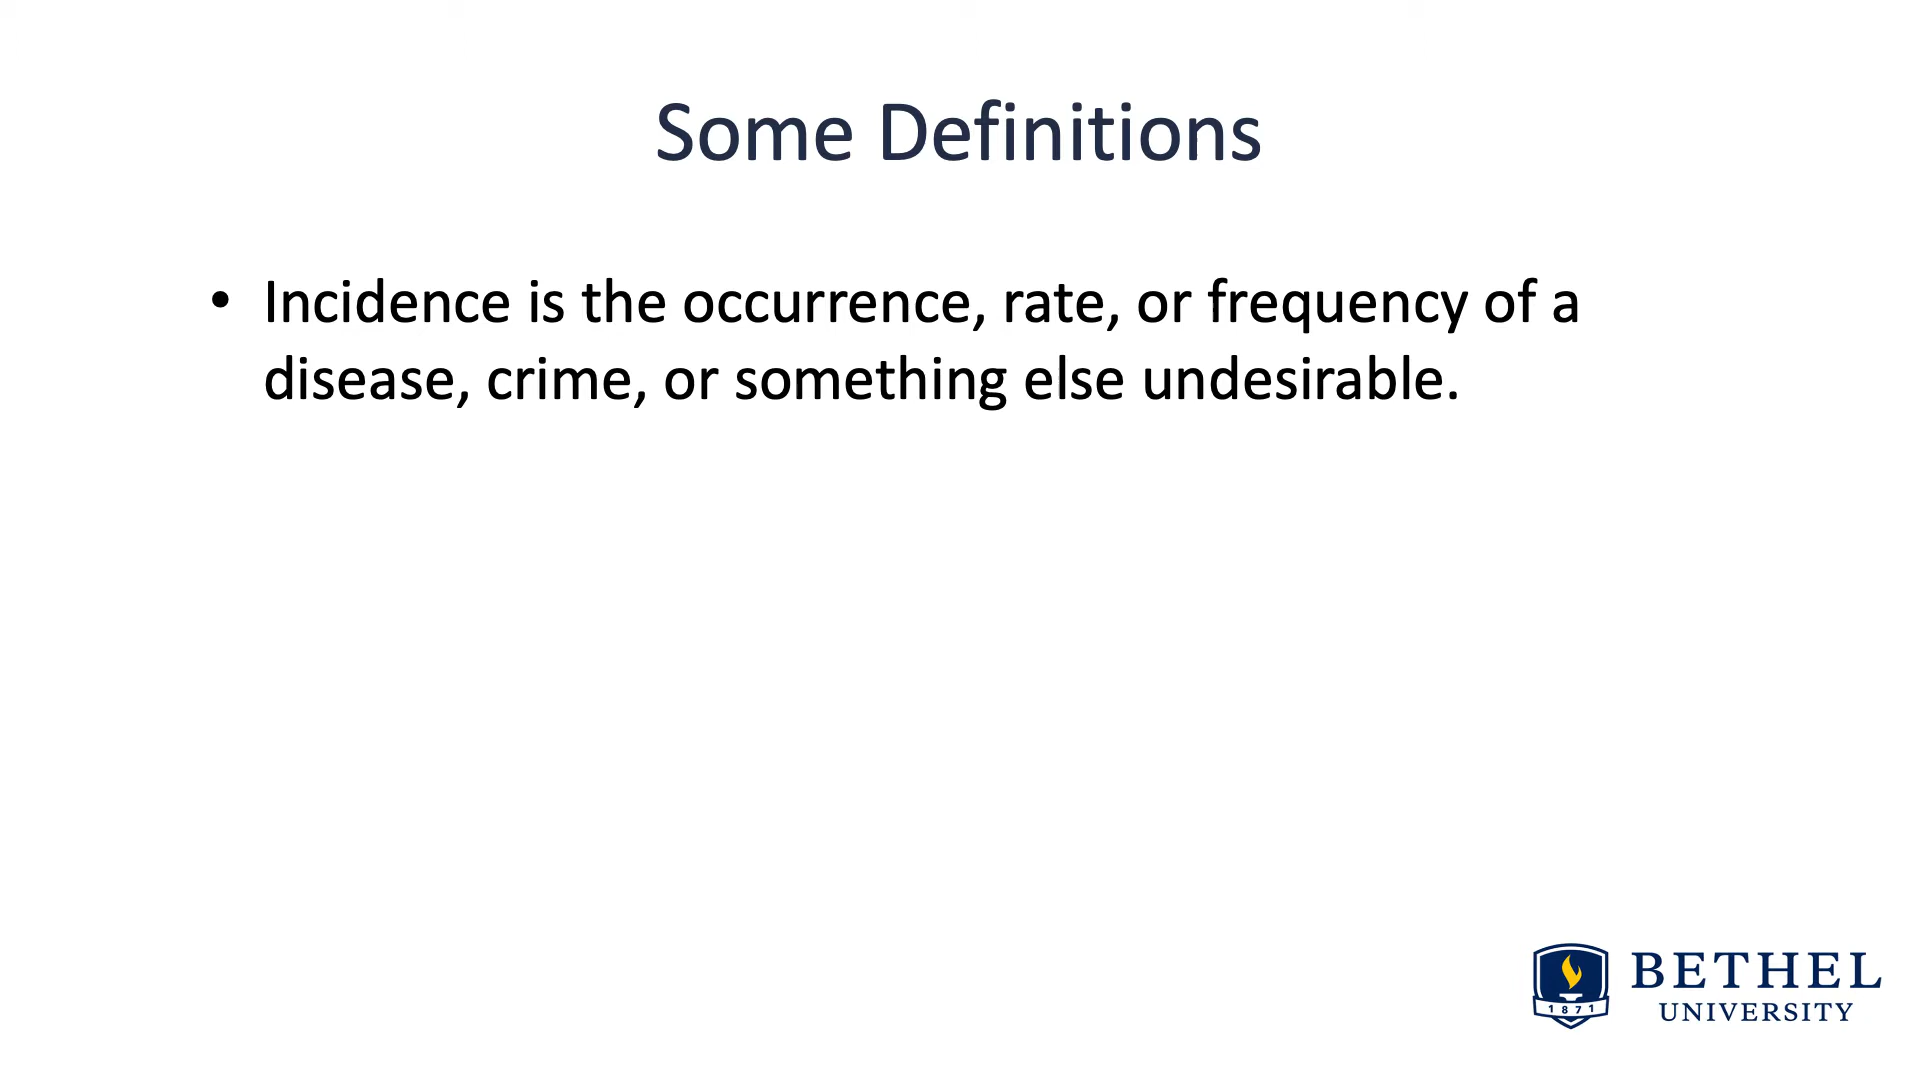 Some Definitions
• Incidence is the occurrence, rate, or frequency of a
disease, crime, or something else undesirable.
1871
BETHEL
UNIVERSITY